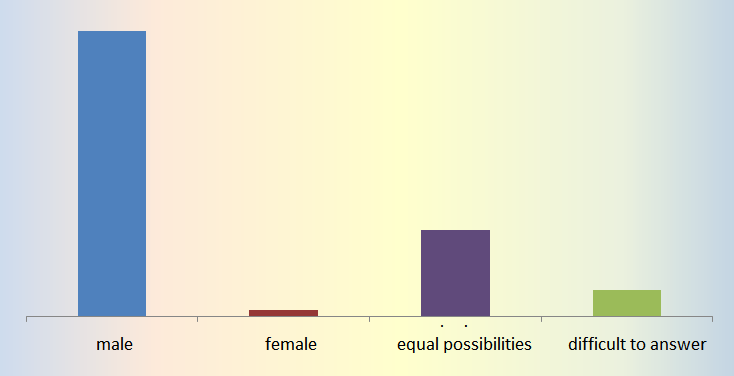 male
female
equal possibilities
difficult to answer